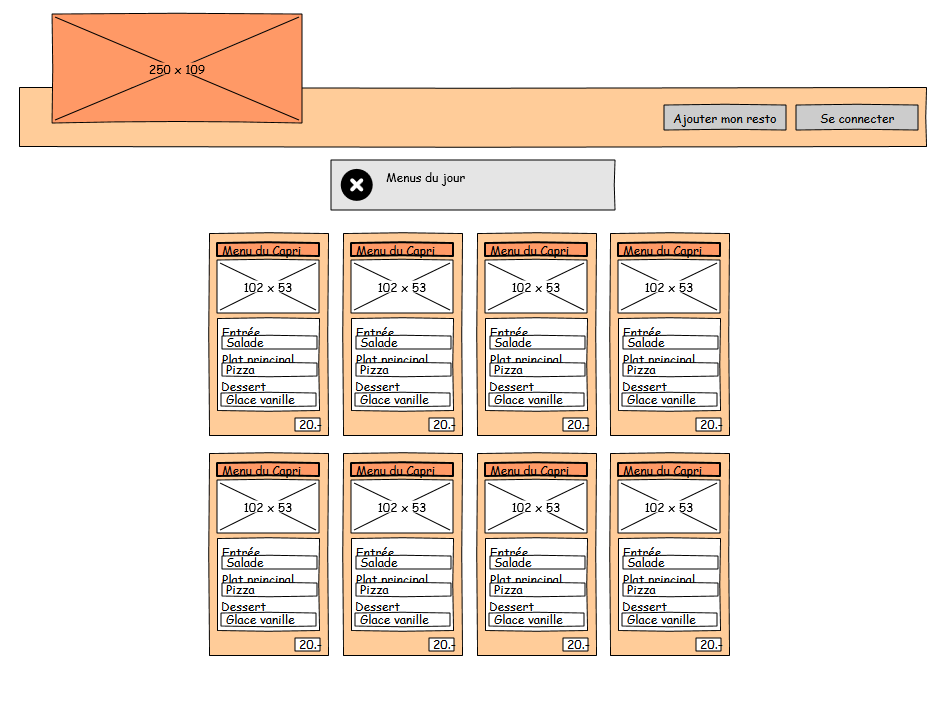 250 x 109
Ajouter mon resto
Se connecter
Menus du jour
Menu du Capri
102 x 53
Entrée
Salade
Plat principal
Pizza
Dessert
Glace vanille
20.-
Menu du Capri
102 x 53
Entrée
Salade
Plat principal
Pizza
Dessert
Glace vanille
20.-
Menu du Capri
102 x 53
Entrée
Salade
Plat principal
Pizza
Dessert
Glace vanille
20.-
Menu du Capri
102 x 53
Entrée
Salade
Plat principal
Pizza
Dessert
Glace vanille
20.-
Menu du Capri
102 x 53
Entrée
Salade
Plat principal
Pizza
Dessert
Glace vanille
20.-
Menu du Capri
102 x 53
Entrée
Salade
Plat principal
Pizza
Dessert
Glace vanille
20.-
Menu du Capri
102 x 53
Entrée
Salade
Plat principal
Pizza
Dessert
Glace vanille
20.-
Menu du Capri
102 x 53
Entrée
Salade
Plat principal
Pizza
Dessert
Glace vanille
20.-